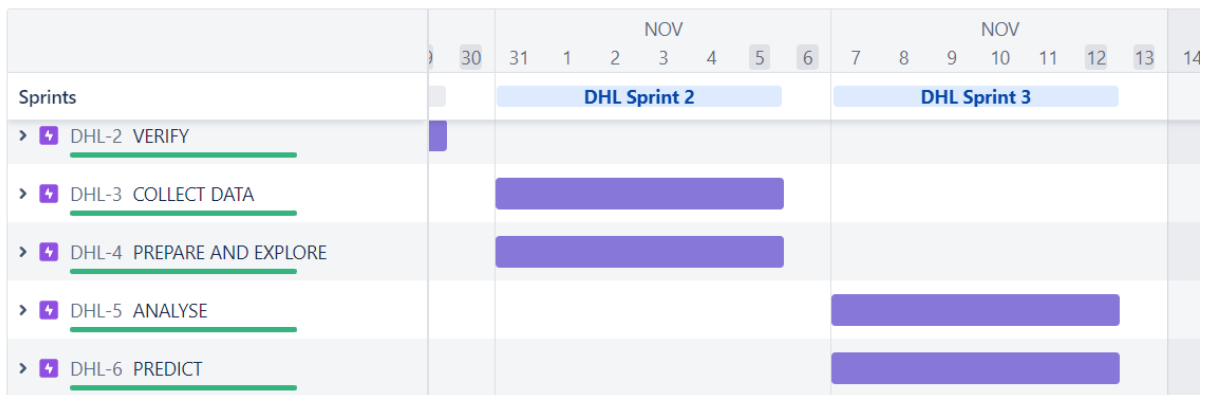 NOV NOV
30 31 1 2 3 4 5 6 7 8 9 10 11 12 13 14
Sprints DHL Sprint 2 DHL Sprint 3
DHL-2 VERIFY
DHL-3 COLLECT DATA
DHL-4 PREPARE AND EXPLORE
DHL-5 ANALYSE
DHL-6 PREDICT